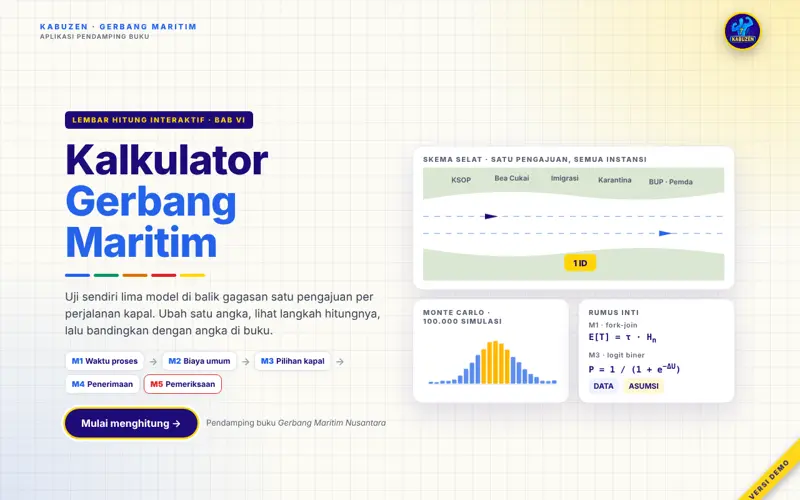 KABUZEN · GERBANG MARITIM
APLIKASI PENDAMPING BUKU
KABUZEN
LEMBAR HITUNG INTERAKTIF · BAB VI
Kalkulator
Gerbang
Maritim
Uji sendiri lima model di balik gagasan satu pengajuan per
perjalanan kapal. Ubah satu angka, lihat langkah hitungnya,
lalu bandingkan dengan angka di buku.
M1 Waktu proses → M2 Biaya umum → M3 Pilihan kapal →
M4 Penerimaan M5 Pemeriksaan
Mulai menghitung →
Pendamping buku Gerbang Maritim Nusantara
SKEMA SELAT · SATU PENGAJUAN, SEMUA INSTANSI
KSOP Bea Cukai Imigrasi Karantina BUP · Pemda
1 ID
MONTE CARLO ·
100.000 SIMULASI
RUMUS INTI
M1 · fork-join
E[T] = τ · Hₙ
M3 · logit biner
P = 1 / (1 + e^−ΔU)
DATA ASUMSI
VERSI DEMO